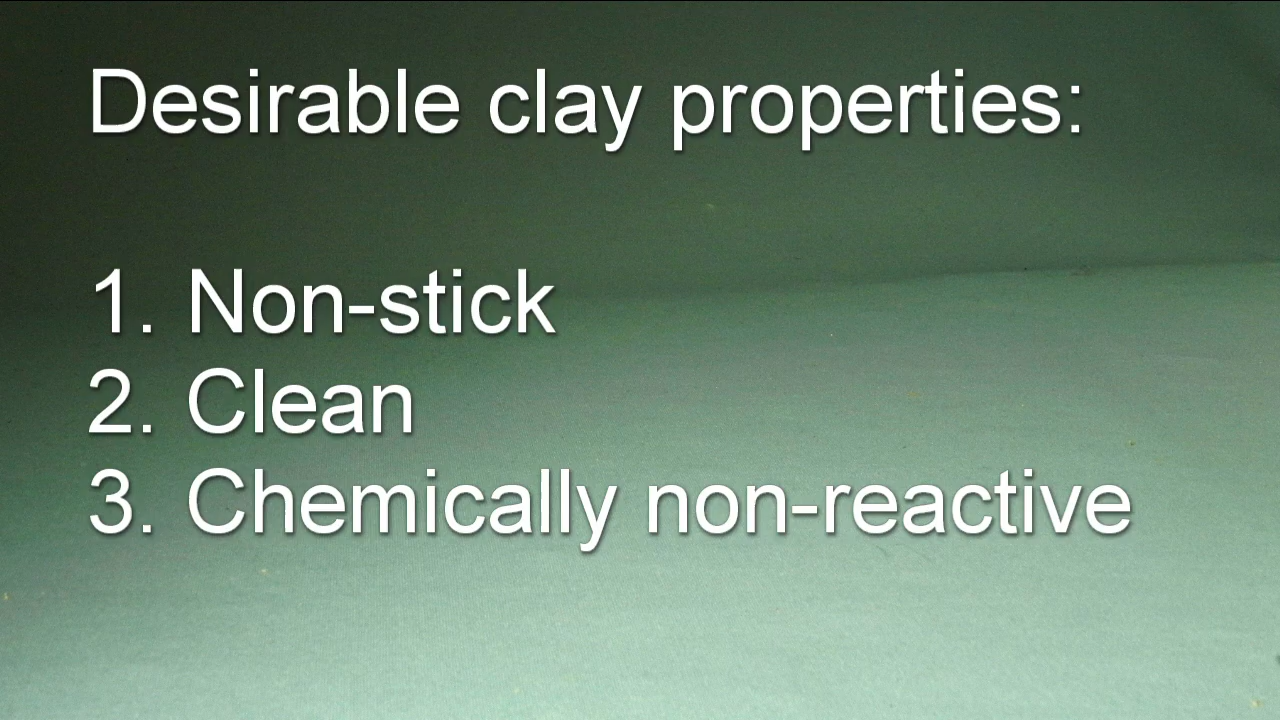 Desirable clay properties:
1. Non-stick
2. Clean
3. Chemically non-reactive